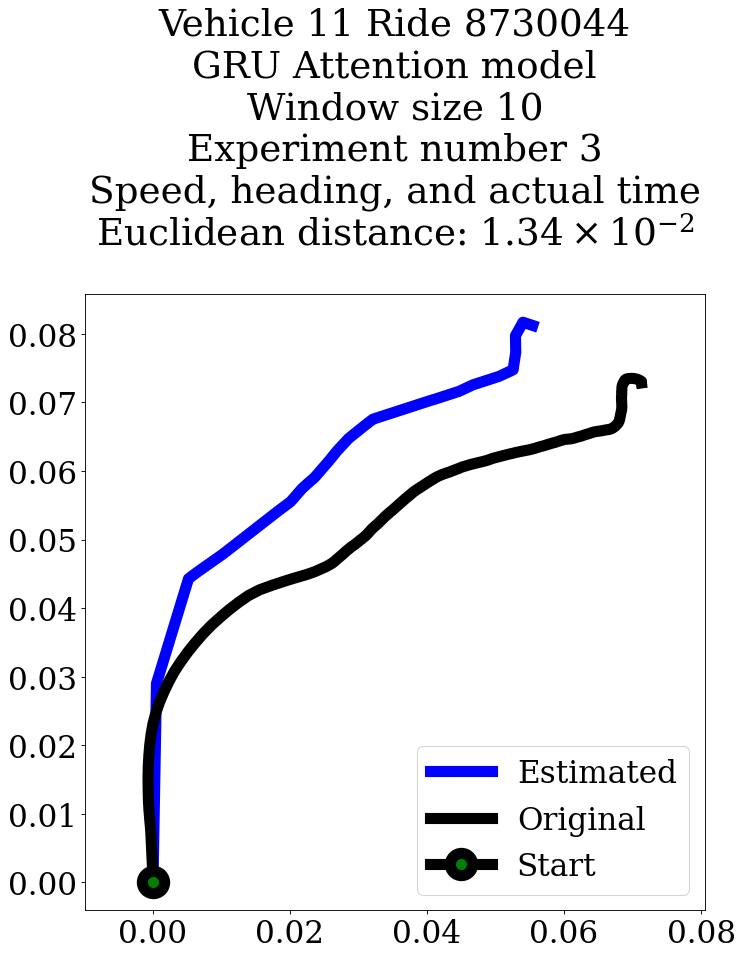 Vehicle 11 Ride 8730044
GRU Attention model
Window size 10
Experiment number 3
Speed, heading, and actual time
Euclidean distance: 1.34 × 10⁻²
0.08
0.07
0.06
0.05
0.04
0.03
0.02
0.01
0.00
Estimated
Original
Start
0.00 0.02 0.04 0.06 0.08